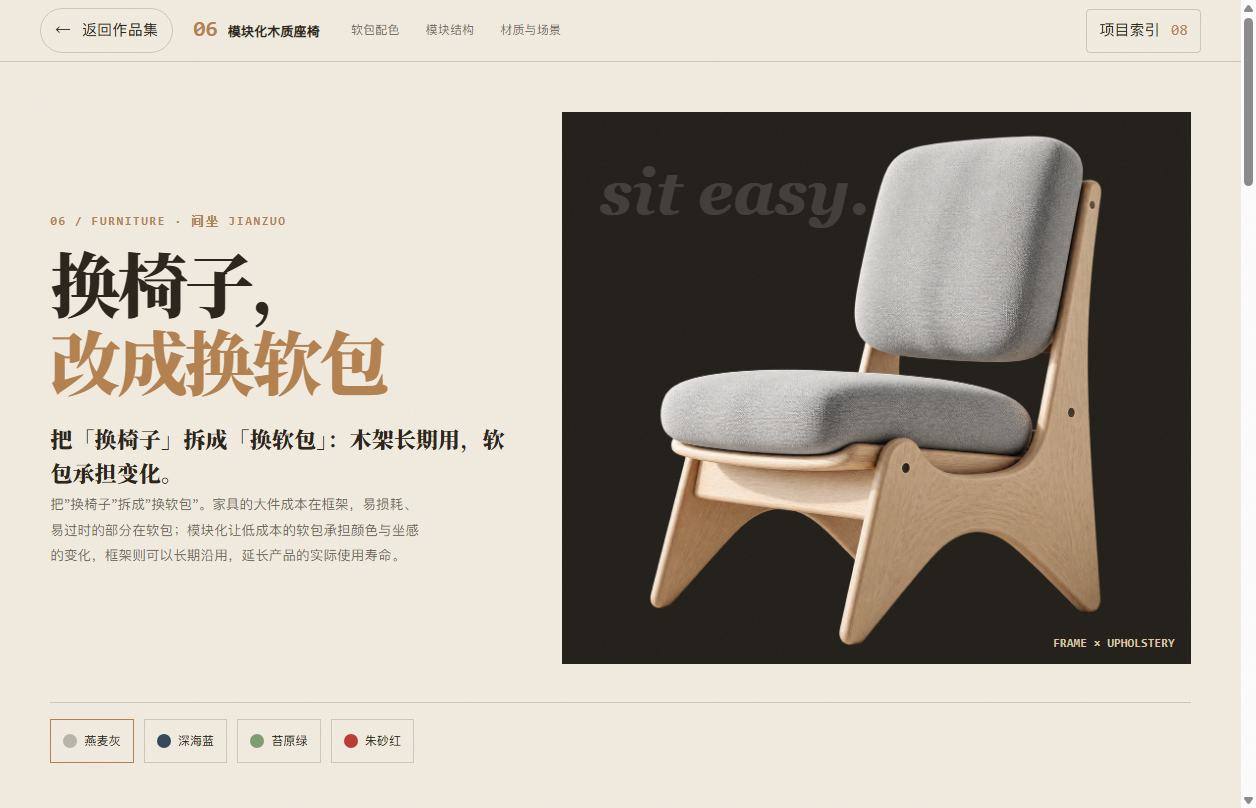 ← 返回作品集
06 模块化木质座椅
软包配色
模块结构
材质与场景
项目索引 08
06 / FURNITURE · 间坐 JIANZUO
换椅子，
改成换软包
把「换椅子」拆成「换软包」：木架长期用，软
包承担变化。
把”换椅子”拆成”换软包”。家具的大件成本在框架，易损耗、
易过时的部分在软包；模块化让低成本的软包承担颜色与坐感
的变化，框架则可以长期沿用，延长产品的实际使用寿命。
sit easy.
FRAME × UPHOLSTERY
燕麦灰
深海蓝
苔原绿
朱砂红